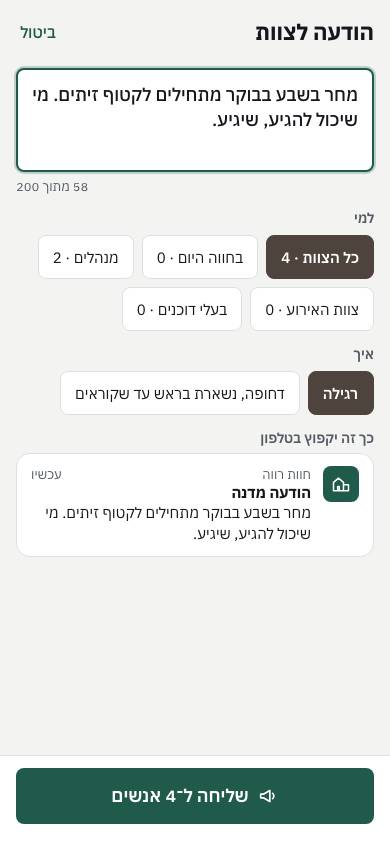 הודעה לצוות
ביטול
מחר בשבע בבוקר מתחילים לקטוף זיתים. מי
שיכול להגיע, שיגיע.
58 מתוך 200
למי
כל הצוות · 4
בחווה היום · 0
מנהלים · 2
צוות האירוע · 0
בעלי דוכנים · 0
איך
רגילה
דחופה, נשארת בראש עד שקוראים
כך זה יקפוץ בטלפון
חוות רווה
עכשיו
הודעה מדנה
מחר בשבע בבוקר מתחילים לקטוף זיתים. מי
שיכול להגיע, שיגיע.
שליחה ל־4 אנשים